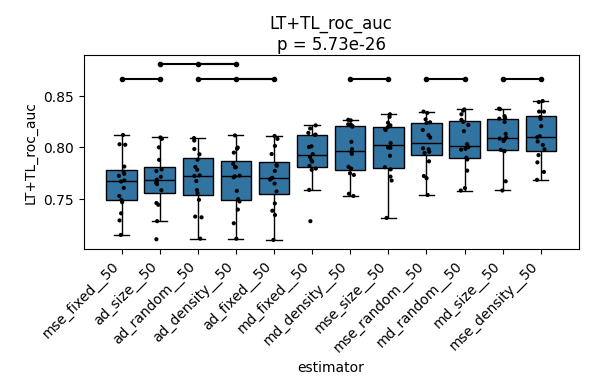 LT+TL_roc_auc
p = 5.73e-26
LT+TL_roc_auc
0.85
0.80
0.75
mse_fixed__50
ad_size__50
ad_random__50
ad_density__50
ad_fixed__50
md_fixed__50
md_density__50
mse_size__50
mse_random__50
md_random__50
md_size__50
mse_density__50
estimator